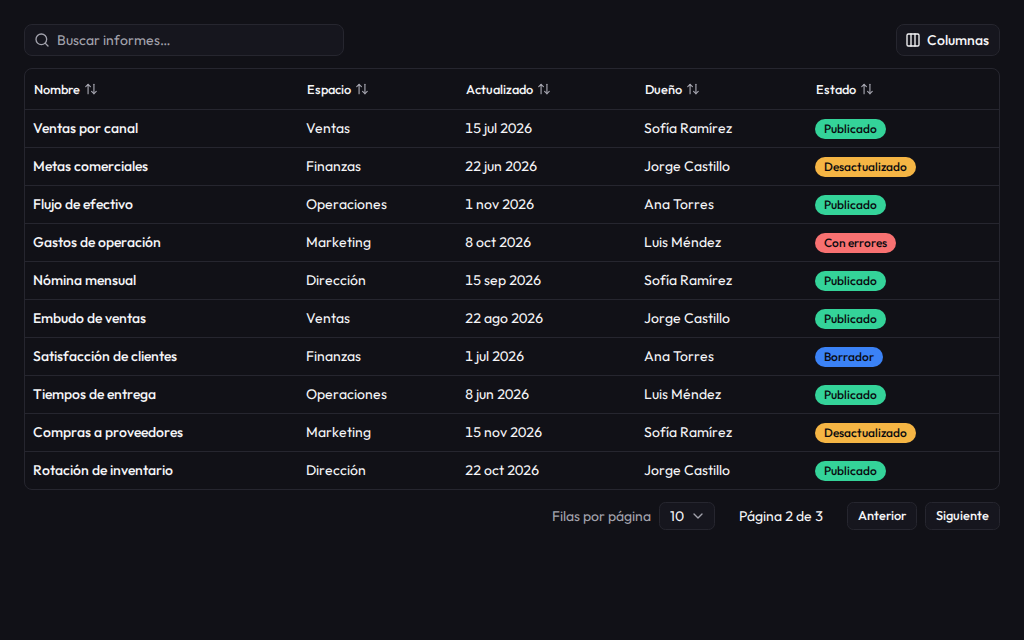 Buscar informes…
Columnas
Nombre Espacio Actualizado Dueño Estado
Ventas por canal Ventas 15 jul 2026 Sofía Ramírez Publicado
Metas comerciales Finanzas 22 jun 2026 Jorge Castillo Desactualizado
Flujo de efectivo Operaciones 1 nov 2026 Ana Torres Publicado
Gastos de operación Marketing 8 oct 2026 Luis Méndez Con errores
Nómina mensual Dirección 15 sep 2026 Sofía Ramírez Publicado
Embudo de ventas Ventas 22 ago 2026 Jorge Castillo Publicado
Satisfacción de clientes Finanzas 1 jul 2026 Ana Torres Borrador
Tiempos de entrega Operaciones 8 jun 2026 Luis Méndez Publicado
Compras a proveedores Marketing 15 nov 2026 Sofía Ramírez Desactualizado
Rotación de inventario Dirección 22 oct 2026 Jorge Castillo Publicado
Filas por página 10 Página 2 de 3 Anterior Siguiente